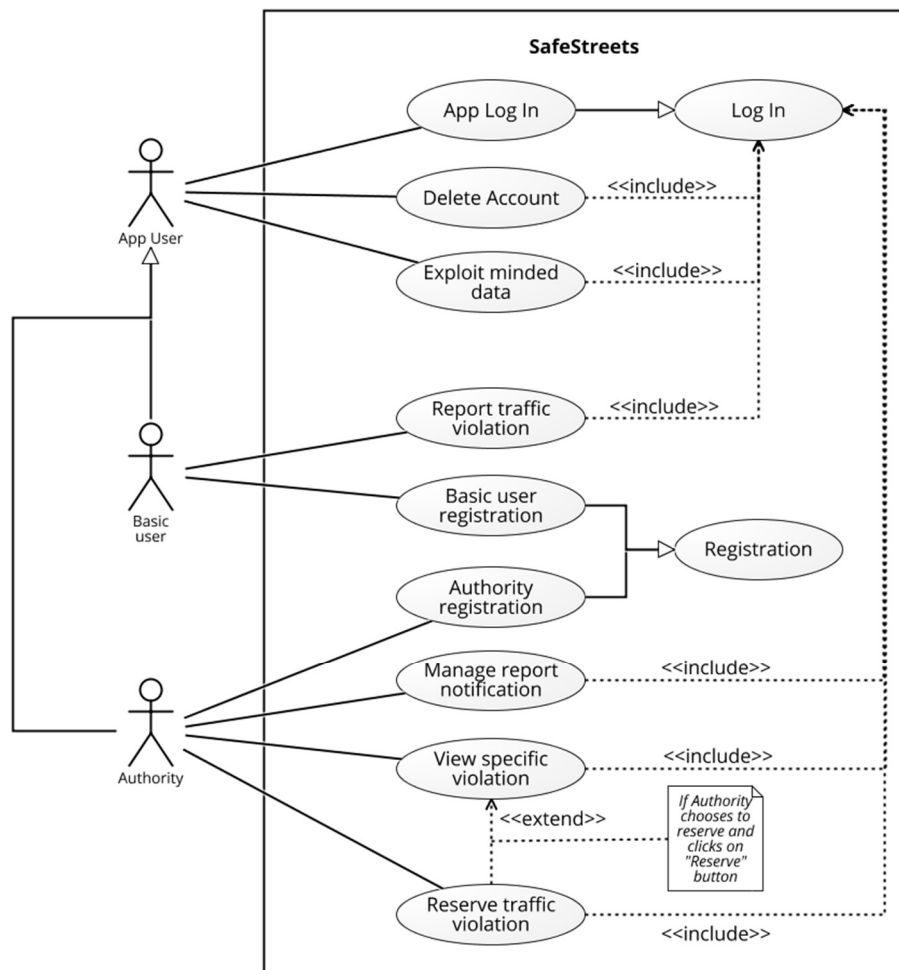 SafeStreets
App Log In
Log In
Delete Account
<<include>>
App User
Exploit minded
data
<<include>>
Report traffic
violation
<<include>>
Basic
user
Basic user
registration
Registration
Authority
registration
Manage report
notification
<<include>>
Authority
View specific
violation
<<include>>
<<extend>>
If Authority
chooses to
reserve and
clicks on
"Reserve"
button
Reserve traffic
violation
<<include>>